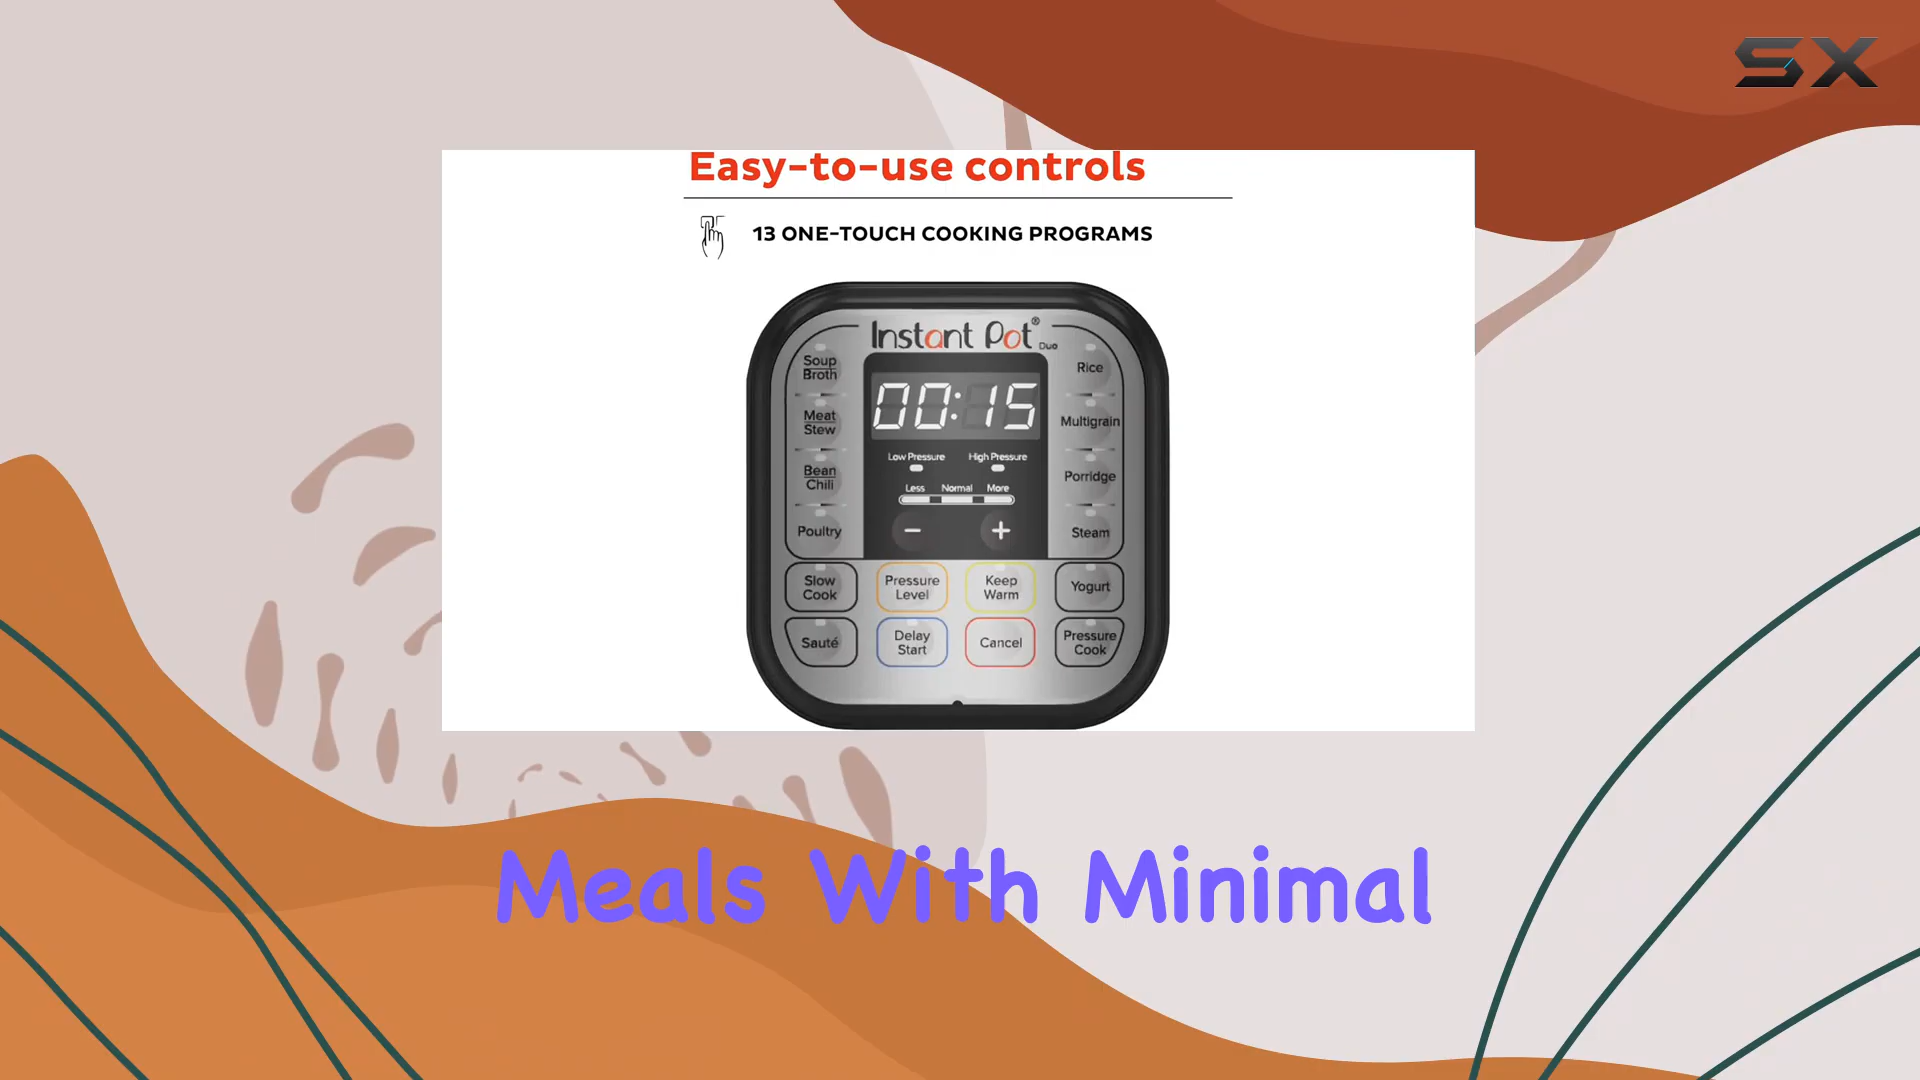 SX
Easy-to-use controls
13 ONE-TOUCH COOKING PROGRAMS
Instant Pot®
Duo
Soup
Broth
Meat
Stew
Bean
Chili
Poultry
00:15
Low Pressure High Pressure
Less Normal More
− +
Rice
Multigrain
Porridge
Steam
Slow
Cook
Pressure
Level
Keep
Warm
Yogurt
Sauté
Delay
Start
Cancel
Pressure
Cook
Meals With Minimal